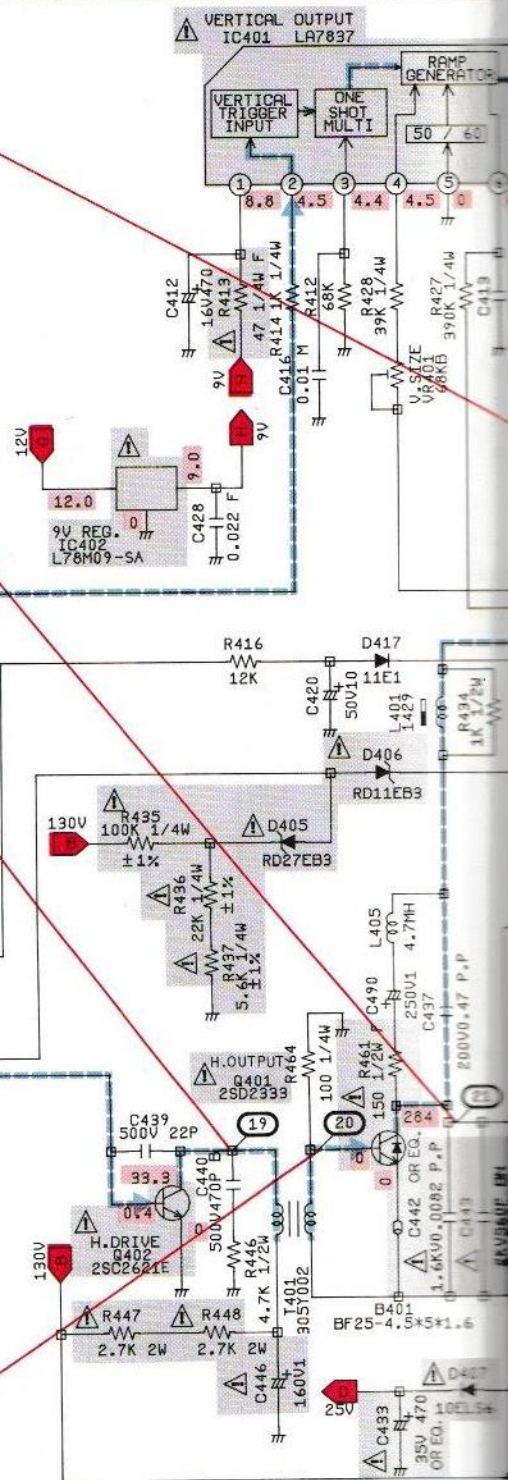 VERTICAL OUTPUT
IC401 LA7837
RAMP
GENERATOR
VERTICAL
TRIGGER
INPUT
ONE
SHOT
MULTI
50 / 60
1
2
3
4
5
8.8
4.5
4.4
4.5
0
C412
16V470
R413
47 1/4W F
R414 1K 1/4W
C416
0.01 M
R412
68K
R428
39K 1/4W
V.SIZE
VR401
68KB
R427
390K 1/4W
C413
9V
H
H
9V
12V
G
12.0
9.0
0
9V REG.
IC402
L78M09-SA
C428
0.022 F
R416
12K
D417
11E1
C420
50V10
L401
1429
R434
1K 1/2W
D406
RD11EB3
130V
B
R435
100K 1/4W
±1%
D405
RD27EB3
R436
22K 1/4W
±1%
R437
5.6K 1/4W
±1%
L405
4.7MH
C490
250V1
C437
200V0.47 P.P
H.OUTPUT
Q401
2SD2333
R464
100 1/4W
R461
150 1/2W F
284
21
C439
500V 22P
19
20
33.3
0.4
0
0
0
C440
500V470P B
R446
4.7K 1/2W
H.DRIVE
Q402
2SC2621E
T401
305Y002
C442 OR EQ.
1.6KV0.0082 P.P
C443
130V
B
B401
BF25-4.5*5*1.6
R447
2.7K 2W
R448
2.7K 2W
C446
160V1
D
25V
D407
10ELS6
C433
35V 470
OR EQ.